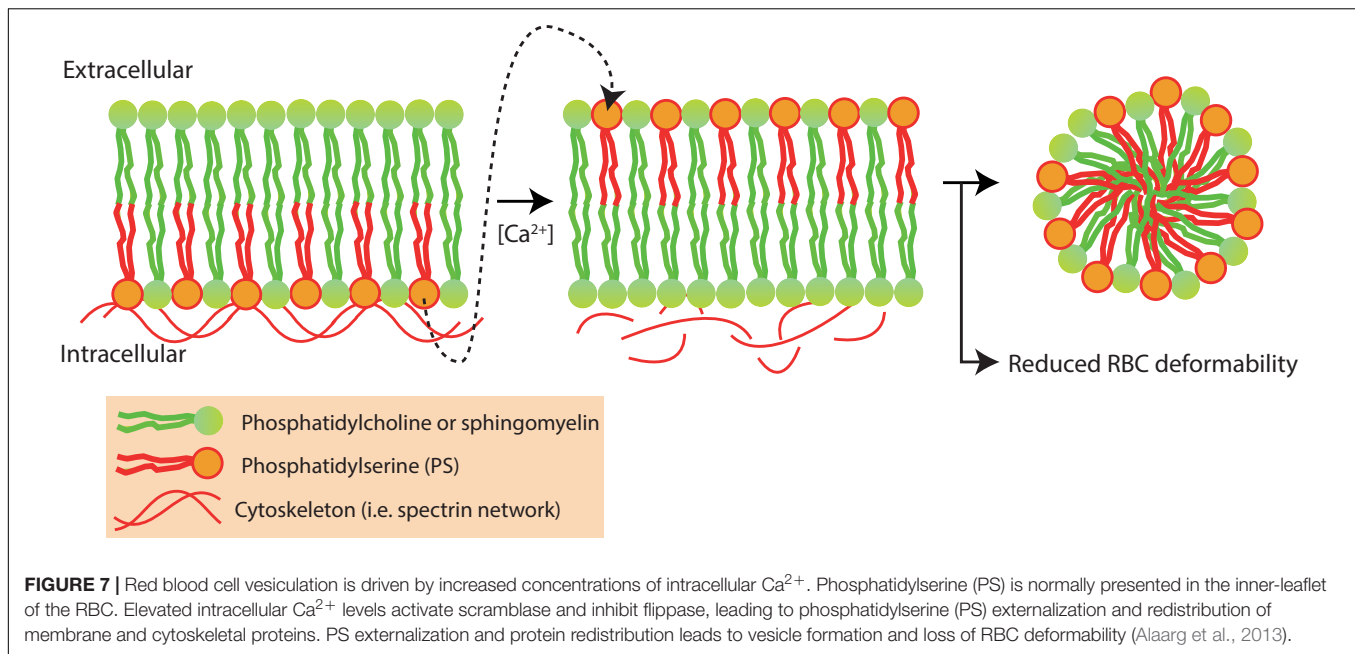 Extracellular
[Ca²⁺]
Intracellular
Reduced RBC deformability
Phosphatidylcholine or sphingomyelin
Phosphatidylserine (PS)
Cytoskeleton (i.e. spectrin network)
FIGURE 7 | Red blood cell vesiculation is driven by increased concentrations of intracellular Ca²⁺. Phosphatidylserine (PS) is normally presented in the inner-leaflet
of the RBC. Elevated intracellular Ca²⁺ levels activate scramblase and inhibit flippase, leading to phosphatidylserine (PS) externalization and redistribution of
membrane and cytoskeletal proteins. PS externalization and protein redistribution leads to vesicle formation and loss of RBC deformability (Alaarg et al., 2013).